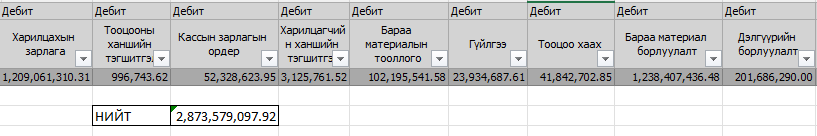 Дебит Дебит Дебит Дебит Дебит Дебит Дебит Дебит Дебит
Харилцахын зарлага
Тооцооны ханшийн тэгшитгэ
Кассын зарлагын ордер
Харилцагчий н ханшийн тэгшитгэ
Бараа материалын тооллого
Гүйлгээ
Тооцоо хаах
Бараа материал борлуулалт
Дэлгүүрийн борлуулалт
1,209,061,310.31 996,743.62 52,328,623.95 3,125,761.52 102,195,541.58 23,934,687.61 41,842,702.85 1,238,407,436.48 201,686,290.00
НИЙТ 2,873,579,097.92